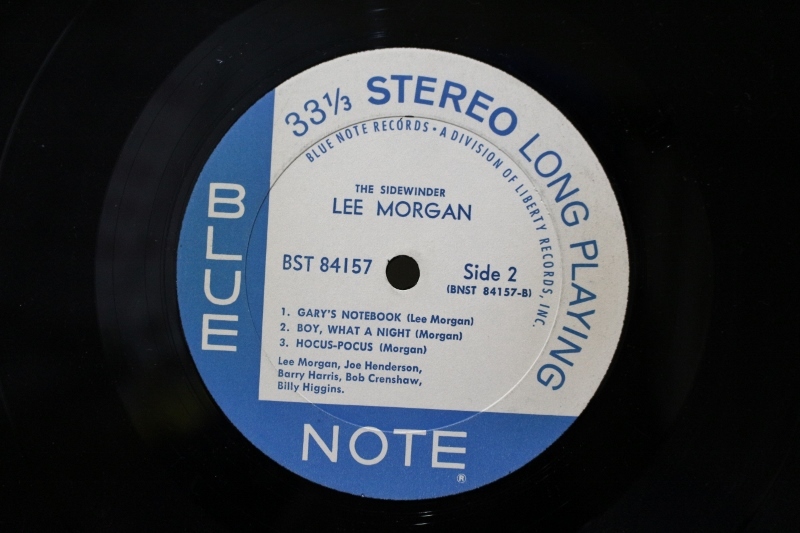 33⅓ STEREO LONG PLAYING
BLUE NOTE RECORDS • A DIVISION OF LIBERTY RECORDS, INC.
THE SIDEWINDER
LEE MORGAN
BST 84157
Side 2
(BNST 84157-B)
1. GARY'S NOTEBOOK (Lee Morgan)
2. BOY, WHAT A NIGHT (Morgan)
3. HOCUS-POCUS (Morgan)
Lee Morgan, Joe Henderson,
Barry Harris, Bob Crenshaw,
Billy Higgins.
BLUE
NOTE®